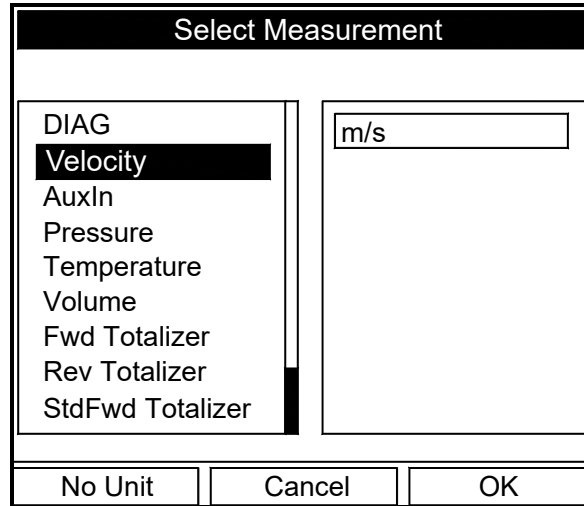 Select Measurement
DIAG
Velocity
AuxIn
Pressure
Temperature
Volume
Fwd Totalizer
Rev Totalizer
StdFwd Totalizer
m/s
No Unit
Cancel
OK